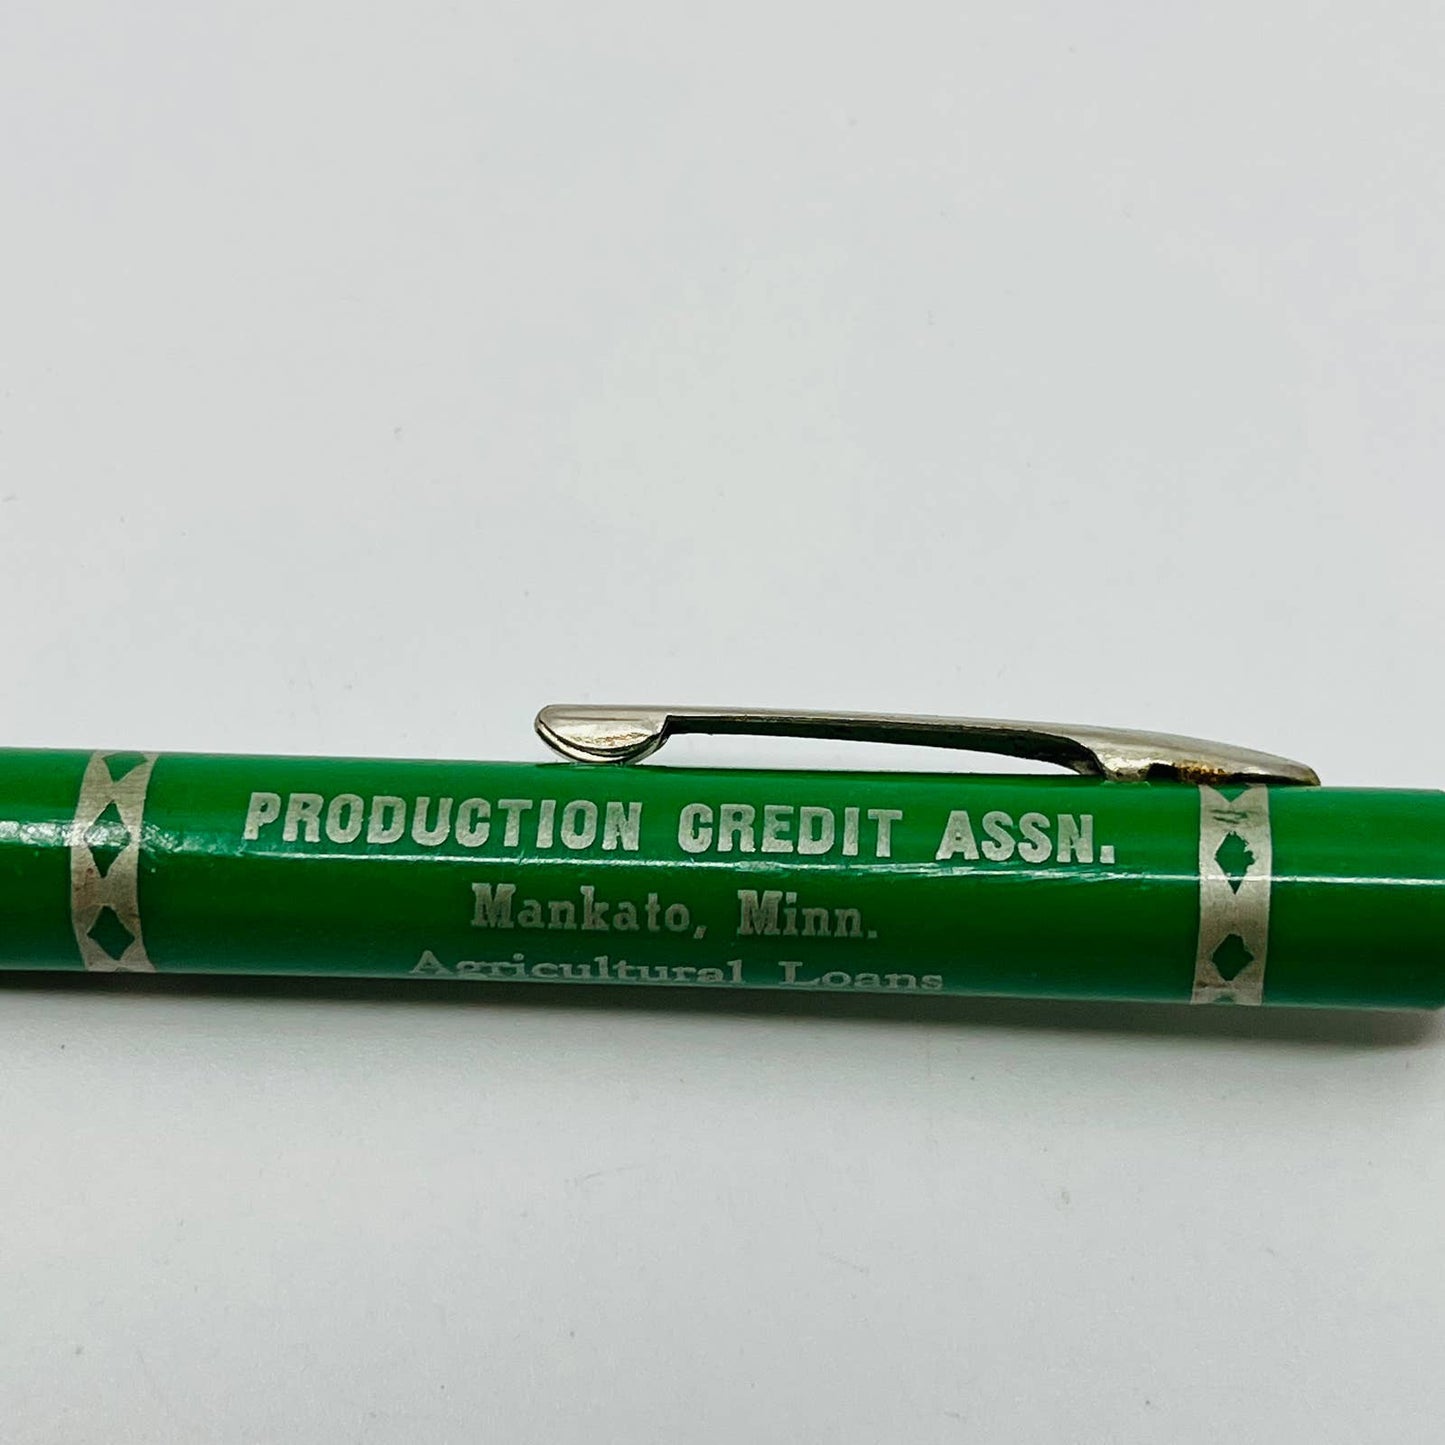 PRODUCTION CREDIT ASSN.
Mankato, Minn.
Agricultural Loans